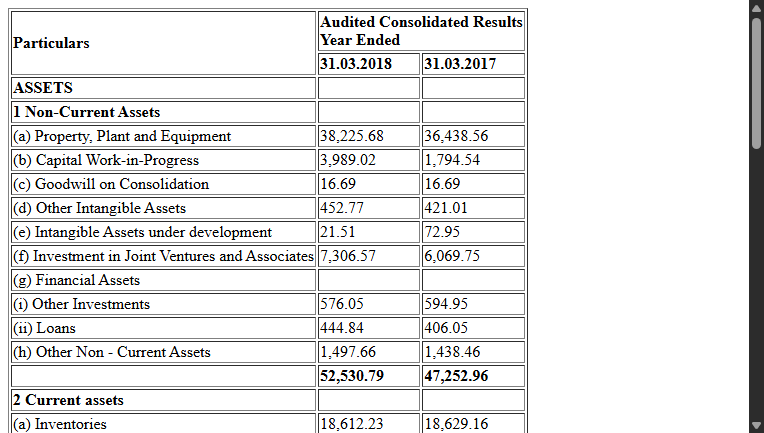 Particulars
Audited Consolidated Results
Year Ended
31.03.2018 31.03.2017
ASSETS
1 Non-Current Assets
(a) Property, Plant and Equipment 38,225.68 36,438.56
(b) Capital Work-in-Progress 3,989.02 1,794.54
(c) Goodwill on Consolidation 16.69 16.69
(d) Other Intangible Assets 452.77 421.01
(e) Intangible Assets under development 21.51 72.95
(f) Investment in Joint Ventures and Associates 7,306.57 6,069.75
(g) Financial Assets
(i) Other Investments 576.05 594.95
(ii) Loans 444.84 406.05
(h) Other Non - Current Assets 1,497.66 1,438.46
52,530.79 47,252.96
2 Current assets
(a) Inventories 18,612.23 18,629.16